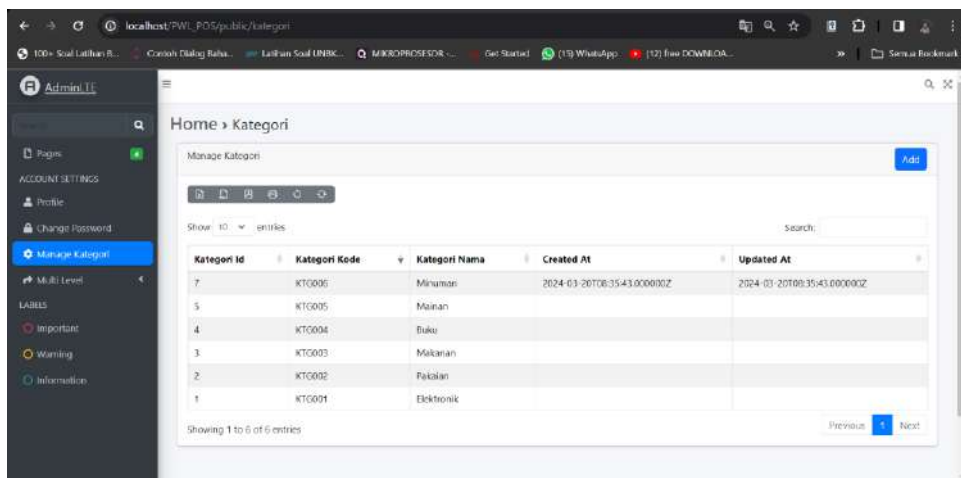 localhost/PWL_POS/public/kategori
100+ Soal Latihan B... Contoh Dialog Baha... Latihan Soal UNBK... MIKROPROSESOR -... Get Started (15) WhatsApp (12) free DOWNLOA... » Semua Bookmark
AdminLTE
Home › Kategori
Pages
Manage Kategori Add
ACCOUNT SETTINGS
Profile
Change Password
Show 10 entries Search:
Manage Kategori
Multi Level
LABELS
Important
Warning
Information
Kategori Id Kategori Kode Kategori Nama Created At Updated At
7 KTG006 Minuman 2024-03-20T08:35:43.000000Z 2024-03-20T08:35:43.000000Z
5 KTG005 Mainan
4 KTG004 Buku
3 KTG003 Makanan
2 KTG002 Pakaian
1 KTG001 Elektronik
Showing 1 to 6 of 6 entries Previous 1 Next